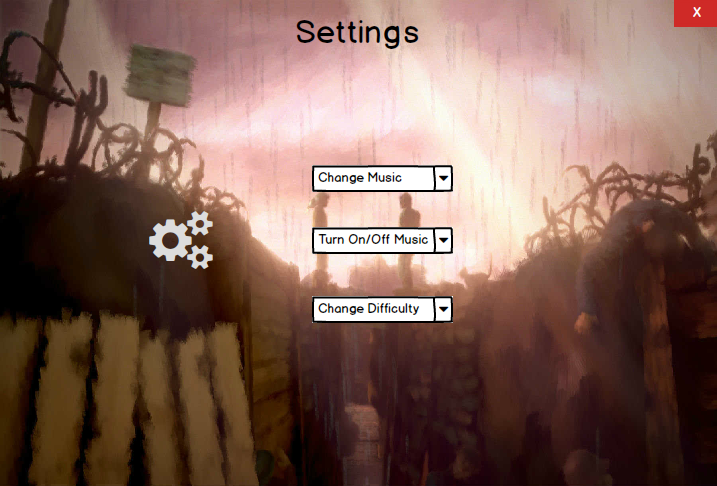 X
Settings
Change Music
Turn On/Off Music
Change Difficulty